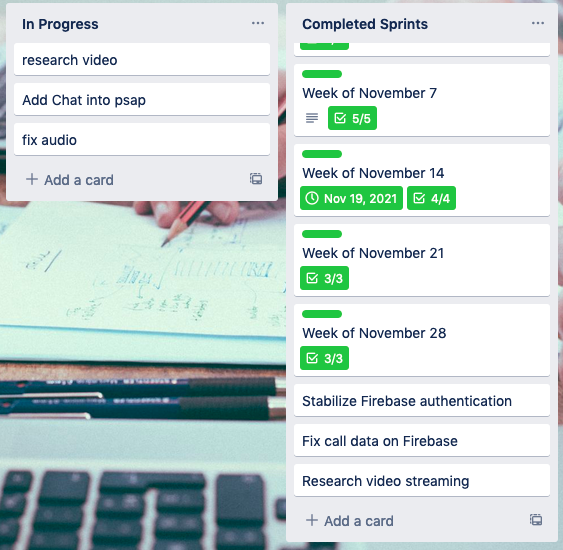 In Progress
research video
Add Chat into psap
fix audio
+ Add a card
Completed Sprints
Week of November 7
5/5
Week of November 14
Nov 19, 2021 4/4
Week of November 21
3/3
Week of November 28
3/3
Stabilize Firebase authentication
Fix call data on Firebase
Research video streaming
+ Add a card